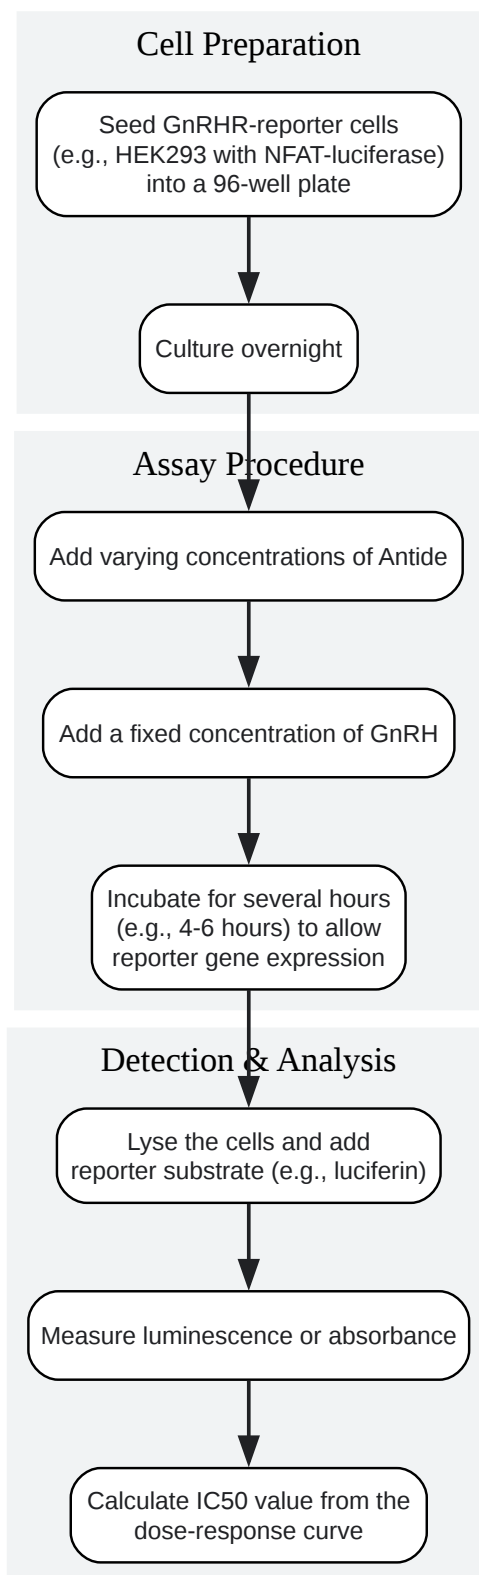 Cell Preparation
Seed GnRHR-reporter cells
(e.g., HEK293 with NFAT-luciferase)
into a 96-well plate
Culture overnight
Assay Procedure
Add varying concentrations of Antide
Add a fixed concentration of GnRH
Incubate for several hours
(e.g., 4-6 hours) to allow
reporter gene expression
Detection & Analysis
Lyse the cells and add
reporter substrate (e.g., luciferin)
Measure luminescence or absorbance
Calculate IC50 value from the
dose-response curve